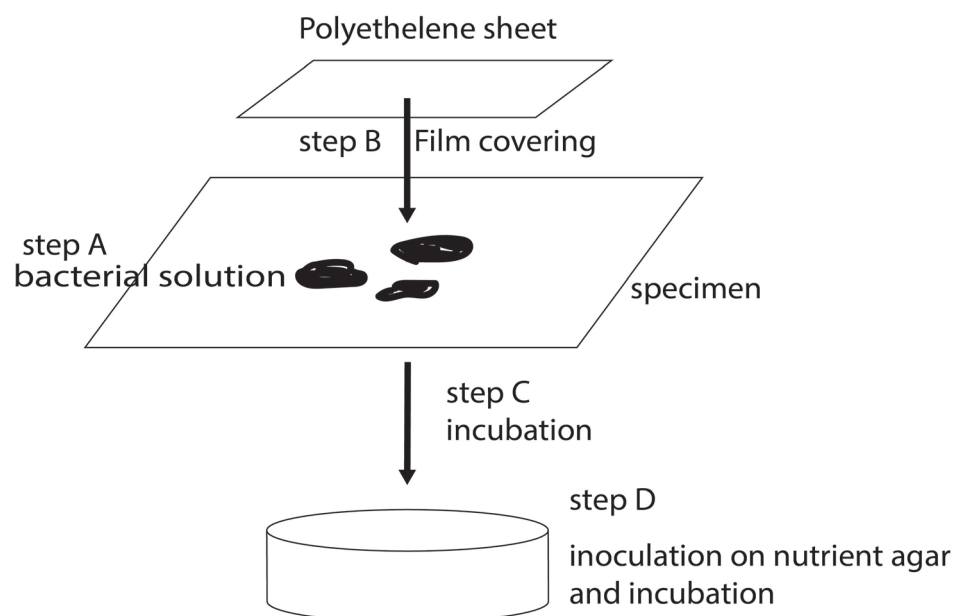 Polyethelene sheet
step B
Film covering
step A
bacterial solution
specimen
step C
incubation
step D
inoculation on nutrient agar
and incubation